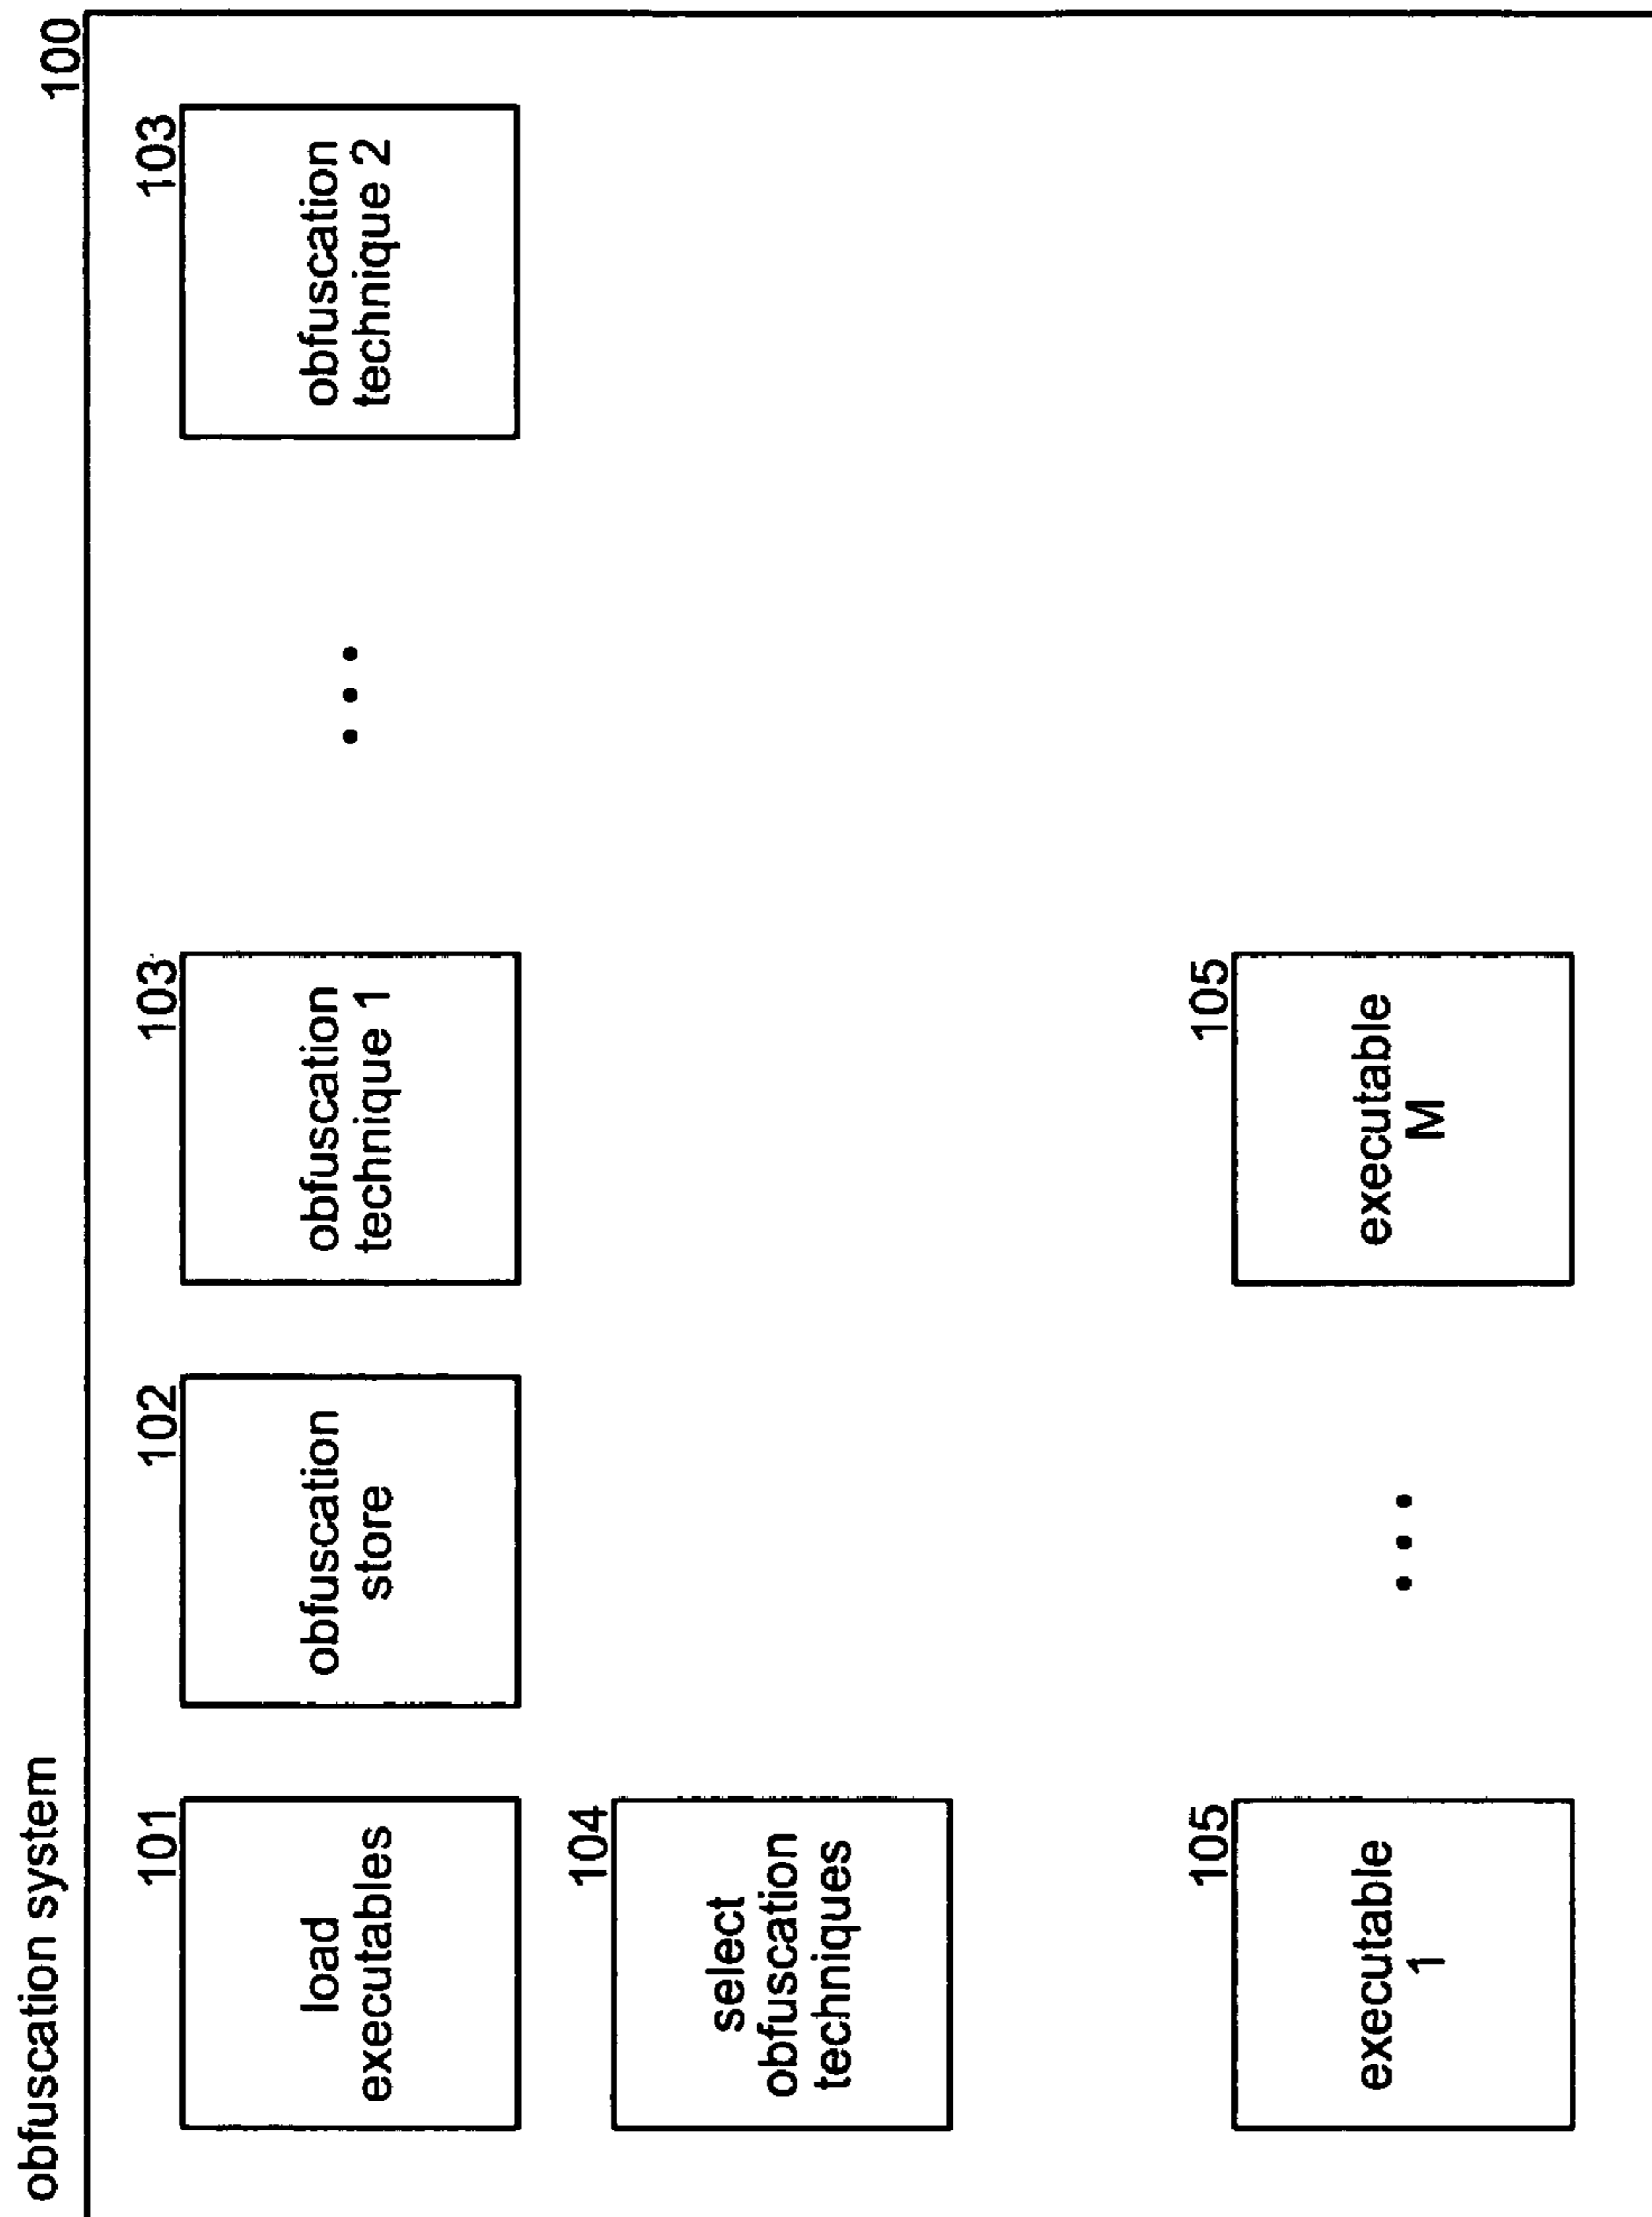 obfuscation system
100
101
load
executables
102
obfuscation
store
103
obfuscation
technique 1
...
103
obfuscation
technique 2
104
select
obfuscation
techniques
105
executable
1
...
105
executable
M